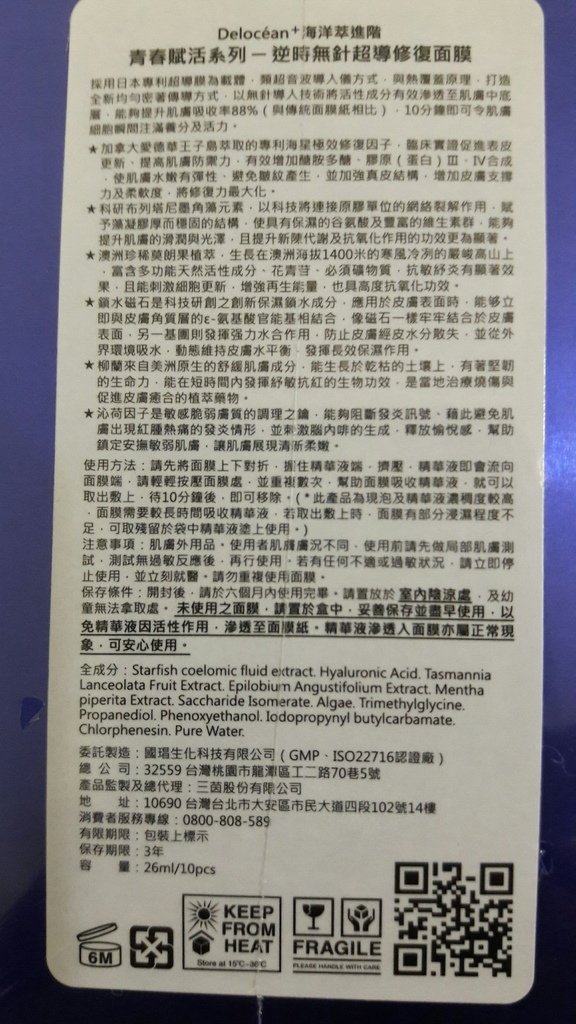 Delocéan⁺海洋萃進階
青春賦活系列－逆時無針超導修復面膜
採用日本專利超導膜為載體，類超音波導入儀方式，與熱覆蓋原理，打造
全新均勻密著傳導方式，以無針導入技術將活性成分有效滲透至肌膚中底
層，能夠提升肌膚吸收率88%（與傳統面膜紙相比），10分鐘即可令肌膚
細胞瞬間注滿養分及活力。
★加拿大愛德華王子島萃取的專利海星極效修復因子，臨床實證促進表皮
更新、提高肌膚防禦力，有效增加醣胺多醣、膠原（蛋白）III、IV合成
，使肌膚水嫩有彈性、避免皺紋產生，並加強真皮結構，增加皮膚支撐
力及柔軟度，將修復力最大化。
★科研布列塔尼墨角藻元素，以科技將連接原膠單位的網絡裂解作用，賦
予藻凝膠厚而穩固的結構，使具有保濕的谷氨酸及豐富的維生素群，能夠
提升肌膚的滑潤與光澤，且提升新陳代謝及抗氧化作用的功效更為顯著。
★澳洲珍稀莫朗果植萃，生長在澳洲海拔1400米的寒風冷冽的嚴峻高山上
，富含多功能天然活性成分、花青苷、必須礦物質，抗敏紓炎有顯著效
果，且能刺激細胞更新，增強再生能量，也具高度抗氧化功效。
★鎖水磁石是科技研創之創新保濕鎖水成分，應用於皮膚表面時，能夠立
即與皮膚角質層的ε-氨基酸官能基相結合，像磁石一樣牢牢結合於皮膚
表面，另一基團則發揮強力水合作用，防止皮膚經皮水分散失，並從外
界環境吸水，動態維持皮膚水平衡，發揮長效保濕作用。
★柳蘭來自美洲原生的舒緩肌膚成分，能生長於乾枯的土壤上，有著堅韌
的生命力，能在短時間內發揮紓敏抗紅的生物功效，是當地治療燒傷與
促進皮膚癒合的植萃藥物。
★沁荷因子是敏感脆弱膚質的調理之鑰，能夠阻斷發炎訊號、藉此避免肌
膚出現紅腫熱痛的發炎情形，並刺激腦內啡的生成，釋放愉悅感，幫助
鎮定安撫敏弱肌膚，讓肌膚展現清新柔嫩。
使用方法：請先將面膜上下對折，握住精華液端，擠壓，精華液即會流向
面膜端，請輕輕按壓面膜處，並重複數次，幫助面膜吸收精華液，就可以
取出敷上，待10分鐘後，即可移除。（*此產品為現泡及精華液濃稠度較高
，面膜需要較長時間吸收精華液，若取出敷上時，面膜有部分浸濕程度不
足，可取殘留於袋中精華液塗上使用。）
注意事項：肌膚外用品。使用者肌膚膚況不同，使用前請先做局部肌膚測
試，測試無過敏反應後，再行使用。若有任何不適或過敏狀況，請立即停
止使用，並立刻就醫。請勿重複使用面膜。
保存條件：開封後，請於六個月內使用完畢。請置放於室內陰涼處，及幼
童無法拿取處。未使用之面膜，請置於盒中，妥善保存並盡早使用，以
免精華液因活性作用，滲透至面膜紙。精華液滲透入面膜亦屬正常現
象，可安心使用。
全成分：Starfish coelomic fluid extract. Hyaluronic Acid. Tasmannia
Lanceolata Fruit Extract. Epilobium Angustifolium Extract. Mentha
piperita Extract. Saccharide Isomerate. Algae. Trimethylglycine.
Propanediol. Phenoxyethanol. Iodopropynyl butylcarbamate.
Chlorphenesin. Pure Water.
委託製造：國瑨生化科技有限公司（GMP、ISO22716認證廠）
總 公 司：32559 台灣桃園市龍潭區工二路70巷5號
產品監製及總代理：三茵股份有限公司
地　　址：10690 台灣台北市大安區市民大道四段102號14樓
消費者服務專線：0800-808-589
有限期限：包裝上標示
保存期限：3年
容　　量：26ml/10pcs
6M
KEEP
FROM
HEAT
Store at 15°C-30°C
FRAGILE
PLEASE HANDLE WITH CARE